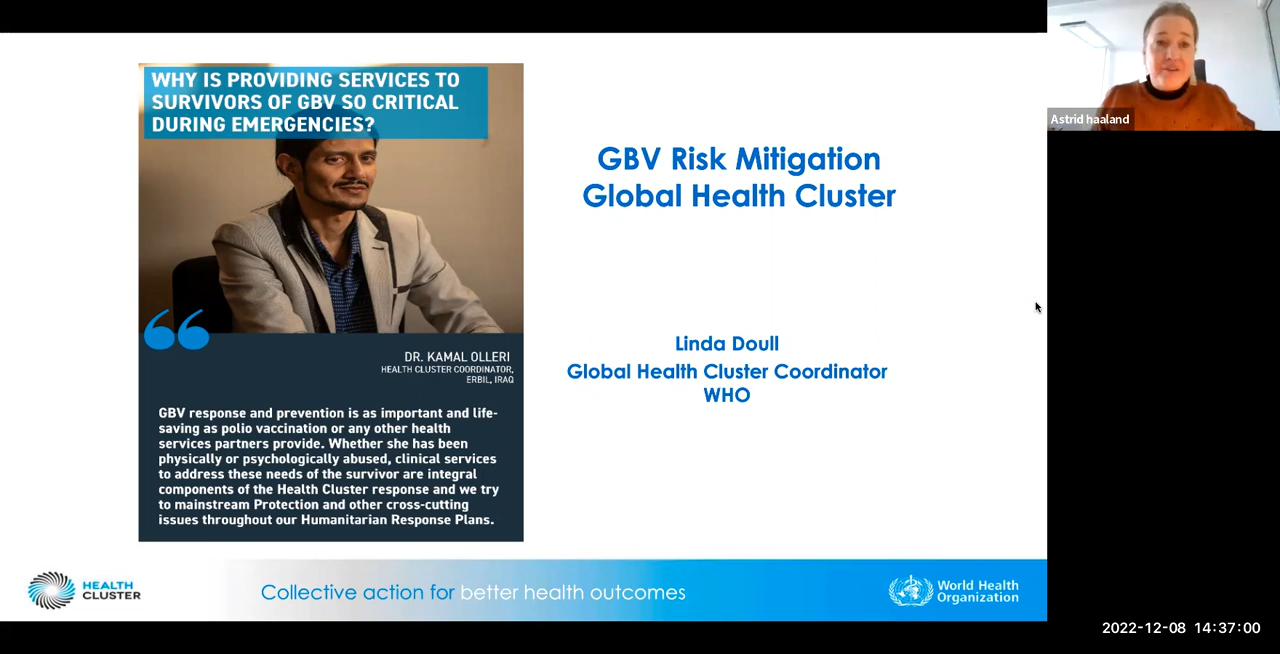 WHY IS PROVIDING SERVICES TO
SURVIVORS OF GBV SO CRITICAL
DURING EMERGENCIES?
DR. KAMAL OLLERI
HEALTH CLUSTER COORDINATOR,
ERBIL, IRAQ
GBV response and prevention is as important and life-
saving as polio vaccination or any other health
services partners provide. Whether she has been
physically or psychologically abused, clinical services
to address these needs of the survivor are integral
components of the Health Cluster response and we try
to mainstream Protection and other cross-cutting
issues throughout our Humanitarian Response Plans.
GBV Risk Mitigation
Global Health Cluster
Linda Doull
Global Health Cluster Coordinator
WHO
HEALTH
CLUSTER
Collective action for better health outcomes
World Health
Organization
Astrid haaland
2022-12-08 14:37:00